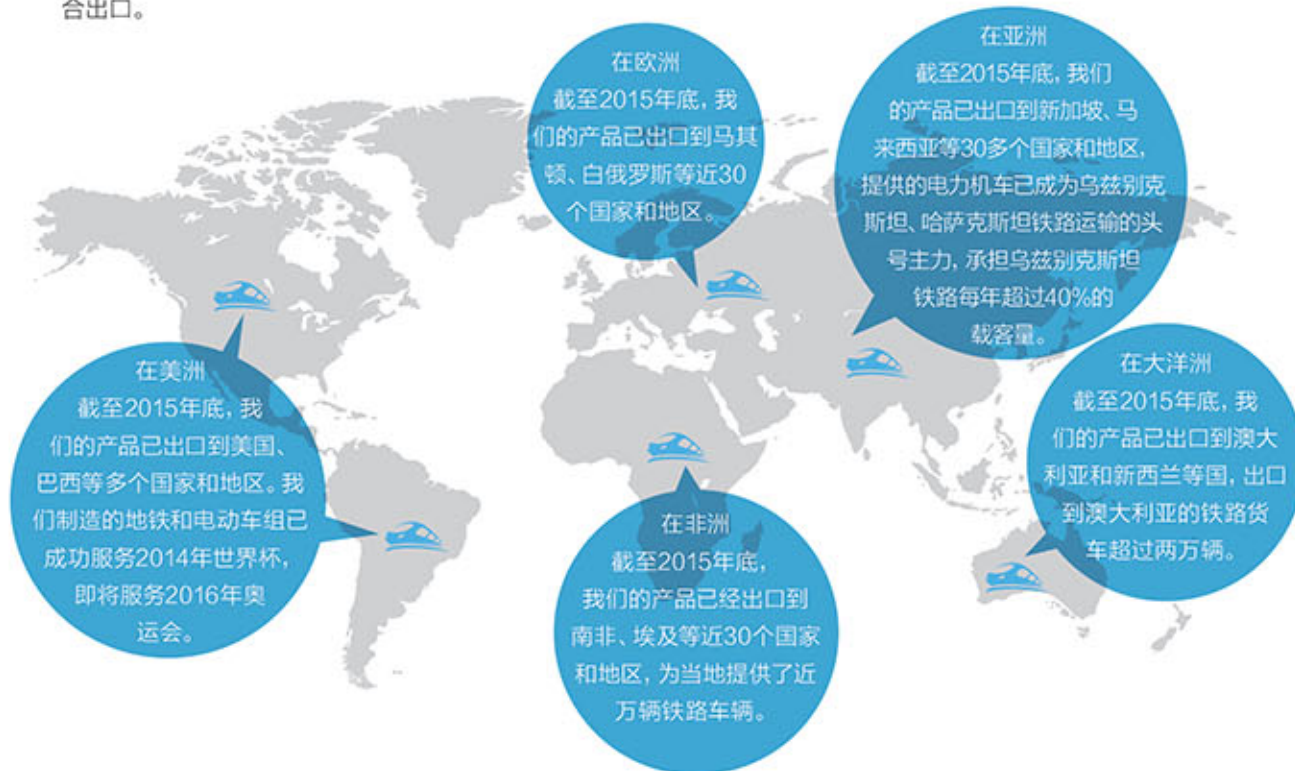 合出口。
在欧洲
截至2015年底，我
们的产品已出口到马其
顿、白俄罗斯等近30
个国家和地区。
在亚洲
截至2015年底，我们
的产品已出口到新加坡、马
来西亚等30多个国家和地区，
提供的电力机车已成为乌兹别克
斯坦、哈萨克斯坦铁路运输的头
号主力，承担乌兹别克斯坦
铁路每年超过40%的
载客量。
在美洲
截至2015年底，我
们的产品已出口到美国、
巴西等多个国家和地区。我
们制造的地铁和电动车组已
成功服务2014年世界杯，
即将服务2016年奥
运会。
在非洲
截至2015年底，
我们的产品已经出口到
南非、埃及等近30个国家
和地区，为当地提供了近
万辆铁路车辆。
在大洋洲
截至2015年底，我
们的产品已出口到澳大
利亚和新西兰等国，出口
到澳大利亚的铁路货
车超过两万辆。